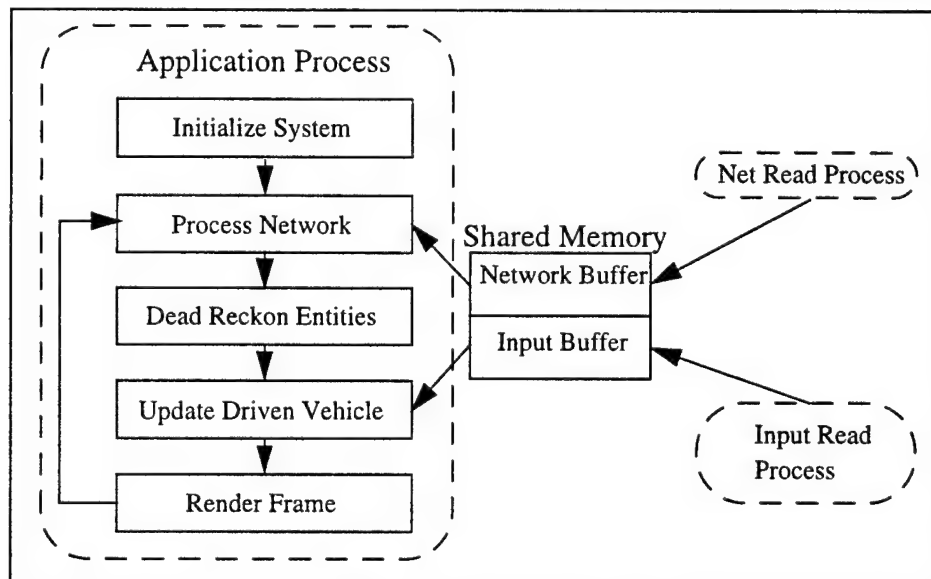 Application Process
Initialize System
Process Network
Dead Reckon Entities
Update Driven Vehicle
Render Frame
Shared Memory
Network Buffer
Input Buffer
Net Read Process
Input Read
Process